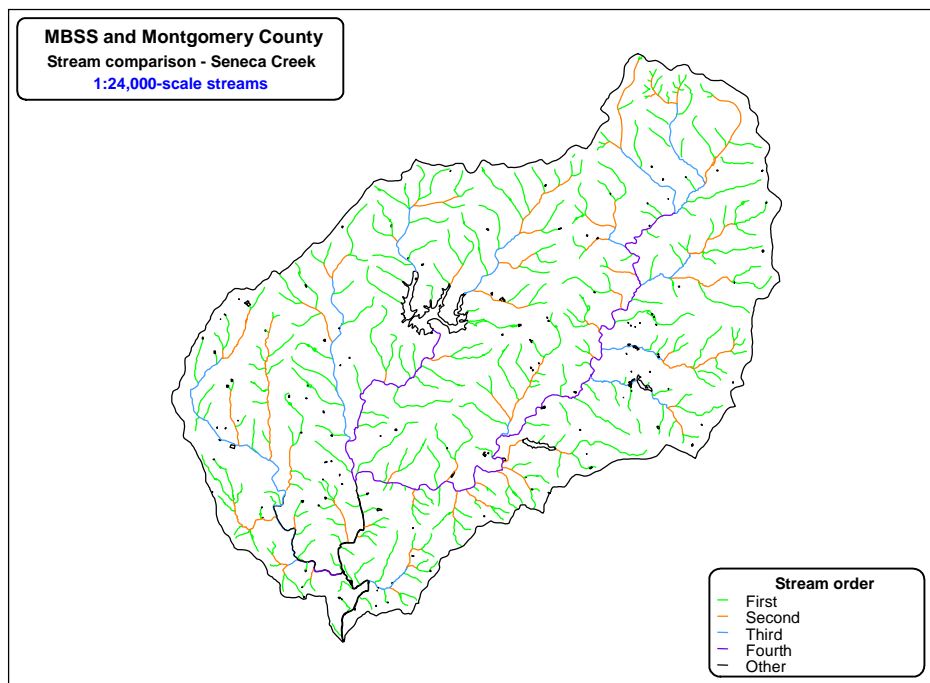 MBSS and Montgomery County
Stream comparison - Seneca Creek
1:24,000-scale streams
Stream order
First
Second
Third
Fourth
Other